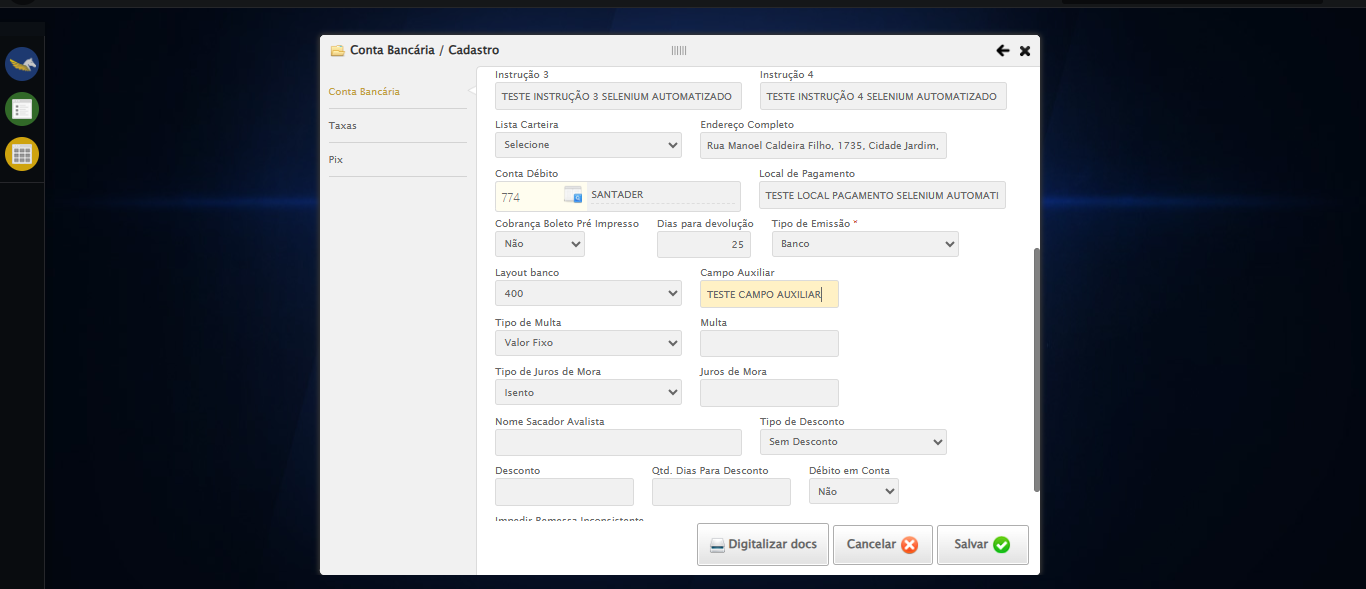 Conta Bancária / Cadastro
Conta Bancária
Taxas
Pix
Instrução 3
Instrução 4
TESTE INSTRUÇÃO 3 SELENIUM AUTOMATIZADO
TESTE INSTRUÇÃO 4 SELENIUM AUTOMATIZADO
Lista Carteira
Endereço Completo
Selecione
Rua Manoel Caldeira Filho, 1735, Cidade Jardim,
Conta Débito
Local de Pagamento
774
SANTADER
TESTE LOCAL PAGAMENTO SELENIUM AUTOMATI
Cobrança Boleto Pré Impresso
Dias para devolução
Tipo de Emissão *
Não
25
Banco
Layout banco
Campo Auxiliar
400
TESTE CAMPO AUXILIAR
Tipo de Multa
Multa
Valor Fixo
Tipo de Juros de Mora
Juros de Mora
Isento
Nome Sacador Avalista
Tipo de Desconto
Sem Desconto
Desconto
Qtd. Dias Para Desconto
Débito em Conta
Não
Impedir Remessa Inconsistente
Digitalizar docs
Cancelar
Salvar